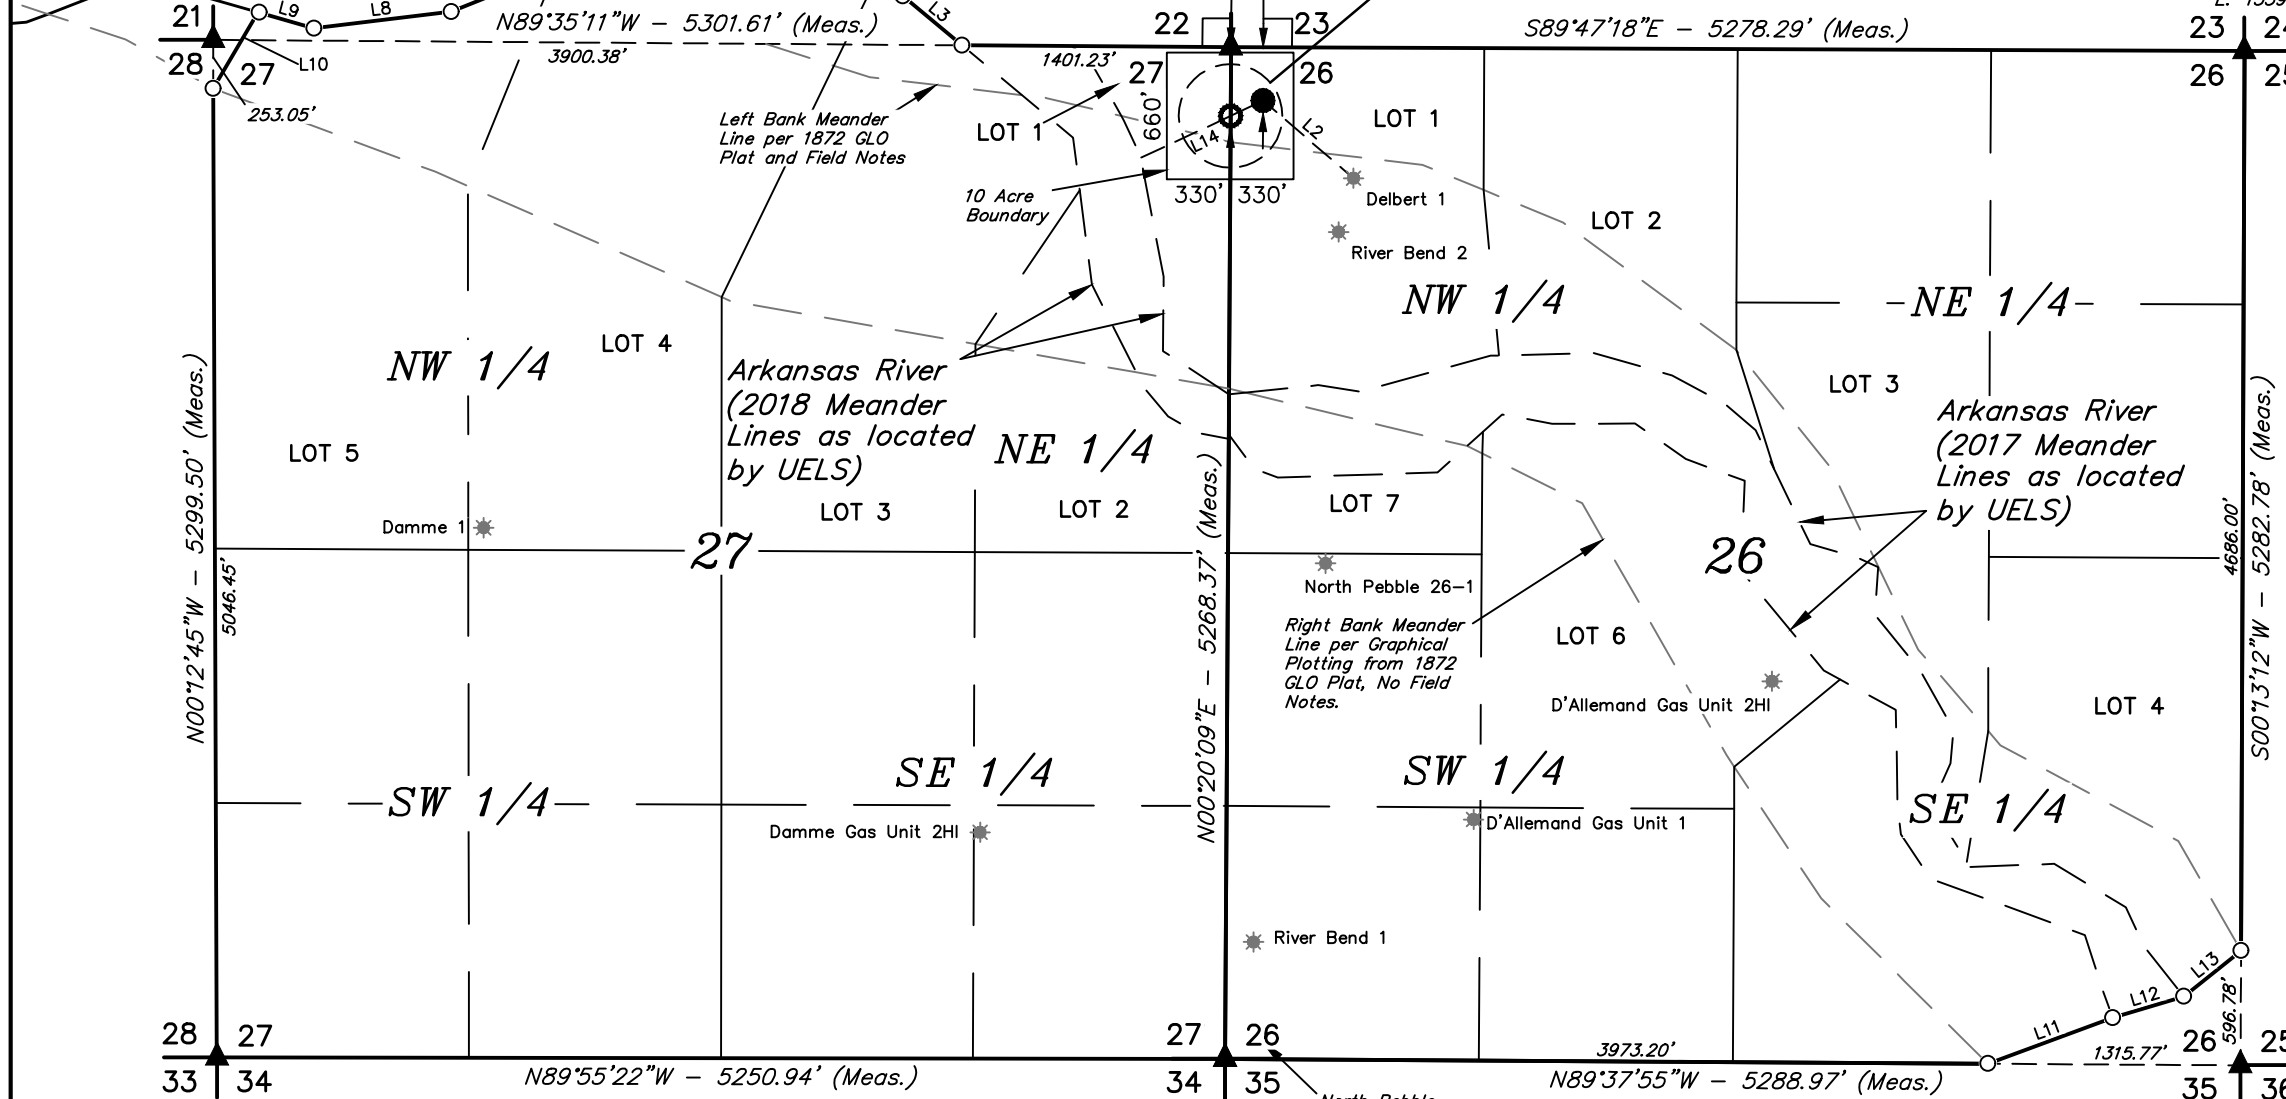 21
L9
L8
N89°35'11"W - 5301.61' (Meas.)
L3
22
23
S89°47'18"E - 5278.29' (Meas.)
23
28
27
L10
3900.38'
1401.23'
27
26
26
253.05'
Left Bank Meander
Line per 1872 GLO
Plat and Field Notes
LOT 1
660'
L14
L2
LOT 1
10 Acre
Boundary
330'
330'
Delbert 1
River Bend 2
LOT 2
NW 1/4
-NE 1/4-
LOT 4
NW 1/4
Arkansas River
(2018 Meander
Lines as located
by UELS)
NE 1/4
LOT 3
Arkansas River
(2017 Meander
Lines as located
by UELS)
LOT 5
N00°12'45"W - 5299.50' (Meas.)
5046.45'
Damme 1
LOT 3
LOT 2
LOT 7
27
26
N00°20'09"E - 5268.37' (Meas.)
North Pebble 26-1
4686.00'
S00°13'12"W - 5282.78' (Meas.)
Right Bank Meander
Line per Graphical
Plotting from 1872
GLO Plat, No Field
Notes.
LOT 6
D'Allemand Gas Unit 2HI
LOT 4
SW 1/4
SE 1/4
SW 1/4
SE 1/4
Damme Gas Unit 2HI
D'Allemand Gas Unit 1
River Bend 1
L13
L12
L11
596.78'
28
27
27
26
3973.20'
1315.77'
26
33
34
N89°55'22"W - 5250.94' (Meas.)
34
35
N89°37'55"W - 5288.97' (Meas.)
35
North Pebble